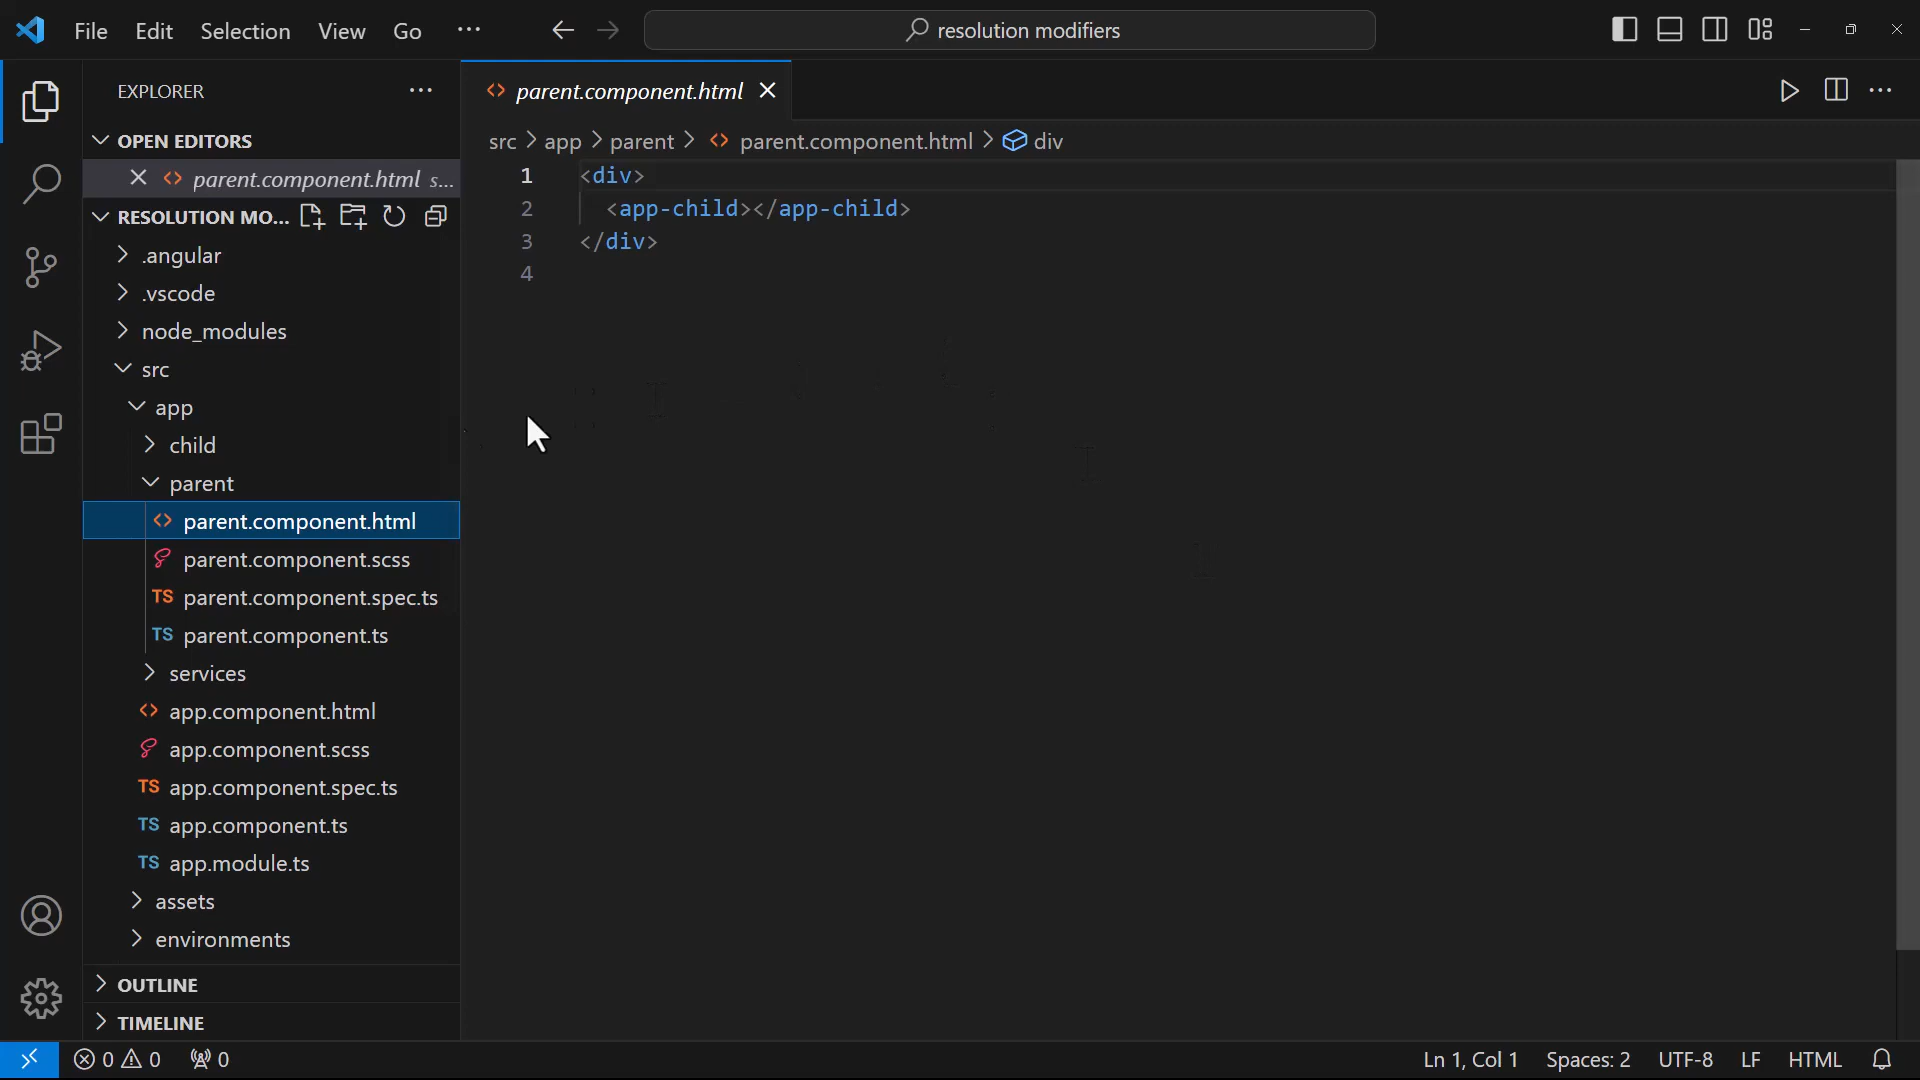 File Edit Selection View Go ··· resolution modifiers
EXPLORER ···
OPEN EDITORS
parent.component.html s...
RESOLUTION MO...
.angular
.vscode
node_modules
src
app
child
parent
parent.component.html
parent.component.scss
TS parent.component.spec.ts
TS parent.component.ts
services
app.component.html
app.component.scss
TS app.component.spec.ts
TS app.component.ts
TS app.module.ts
assets
environments
OUTLINE
TIMELINE
parent.component.html
src > app > parent > parent.component.html > div
1 <div>
2 <app-child></app-child>
3 </div>
4
0 0 0 Ln 1, Col 1 Spaces: 2 UTF-8 LF HTML